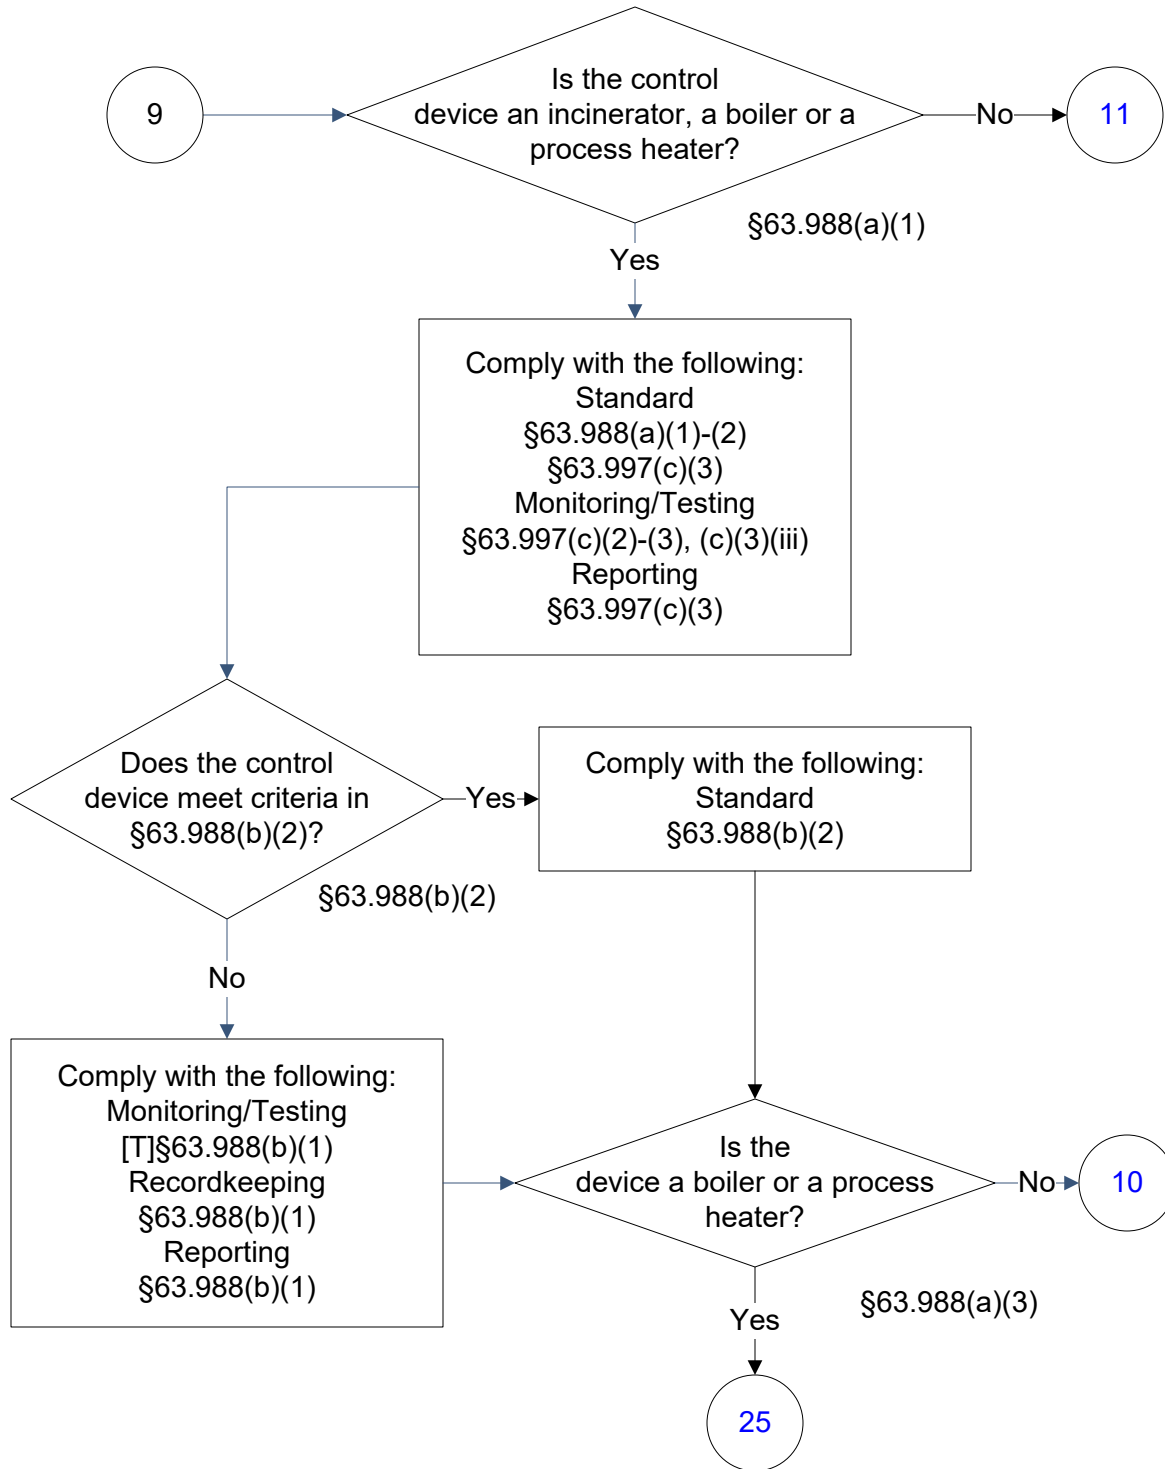 9
Is the control
device an incinerator, a boiler or a
process heater?
No
11
§63.988(a)(1)
Yes
Comply with the following:
Standard
§63.988(a)(1)-(2)
§63.997(c)(3)
Monitoring/Testing
§63.997(c)(2)-(3), (c)(3)(iii)
Reporting
§63.997(c)(3)
Does the control
device meet criteria in
§63.988(b)(2)?
Yes
Comply with the following:
Standard
§63.988(b)(2)
§63.988(b)(2)
No
Comply with the following:
Monitoring/Testing
[T]§63.988(b)(1)
Recordkeeping
§63.988(b)(1)
Reporting
§63.988(b)(1)
Is the
device a boiler or a process
heater?
No
10
§63.988(a)(3)
Yes
25